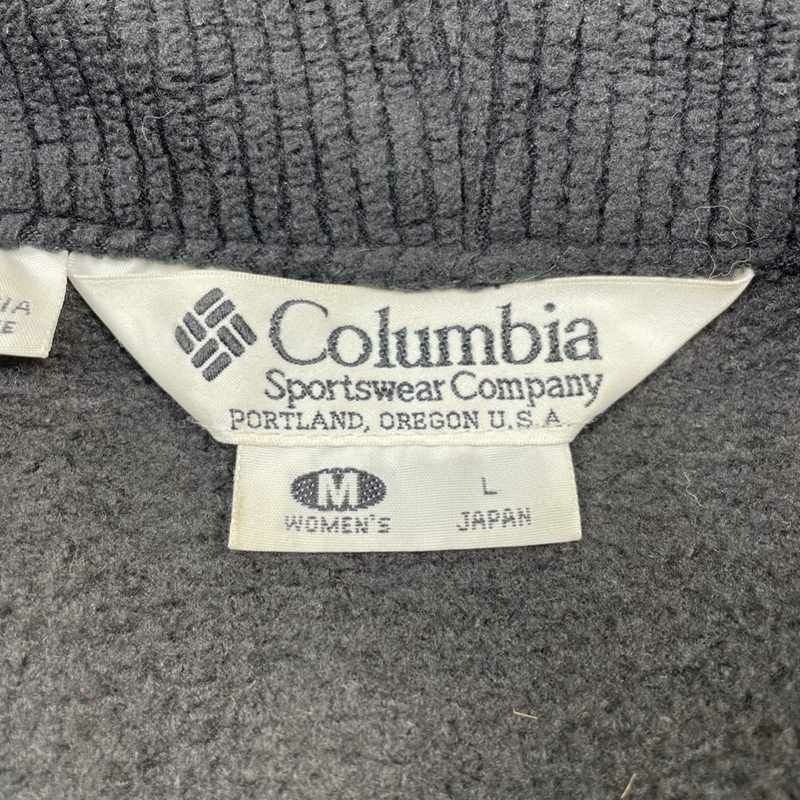 Columbia
Sportswear Company
PORTLAND, OREGON U.S.A.
M L
WOMEN'S JAPAN